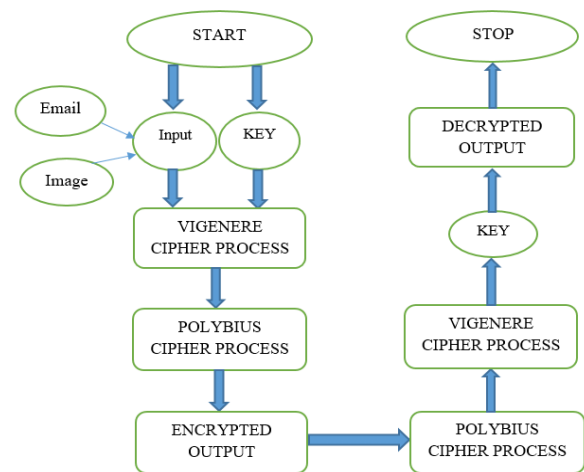 START
Email
Input
KEY
Image
VIGENERE
CIPHER PROCESS
POLYBIUS
CIPHER PROCESS
ENCRYPTED
OUTPUT
STOP
DECRYPTED
OUTPUT
KEY
VIGENERE
CIPHER PROCESS
POLYBIUS
CIPHER PROCESS